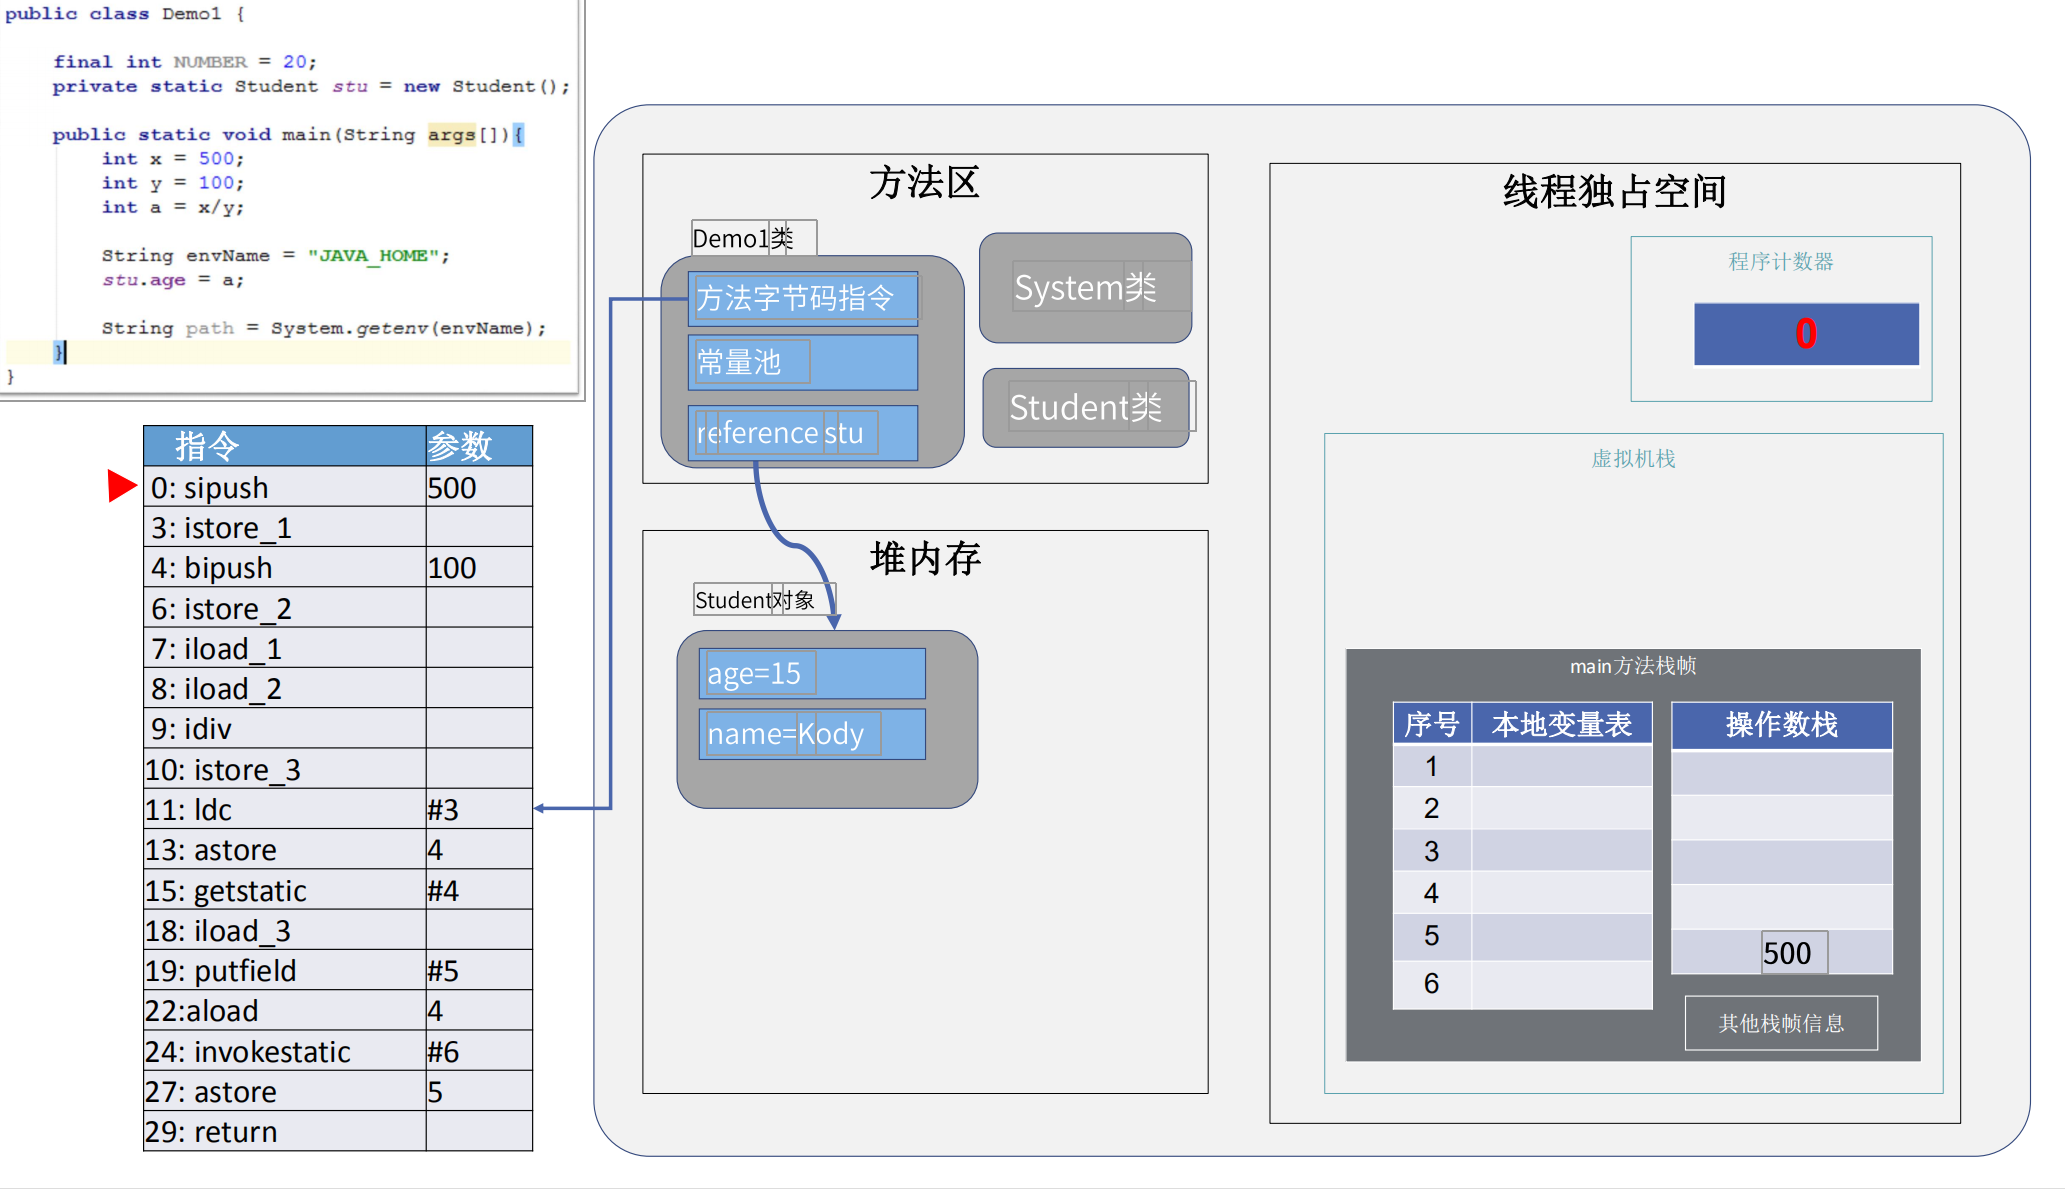 public class Demo1 {
final int NUMBER = 20;
private static Student stu = new Student();
public static void main(String args[]){
int x = 500;
int y = 100;
int a = x/y;
String envName = "JAVA_HOME";
stu.age = a;
String path = System.getenv(envName);
}
}
指令 参数
0: sipush 500
3: istore_1
4: bipush 100
6: istore_2
7: iload_1
8: iload_2
9: idiv
10: istore_3
11: ldc #3
13: astore 4
15: getstatic #4
18: iload_3
19: putfield #5
22:aload 4
24: invokestatic #6
27: astore 5
29: return
方法区
Demo1类
方法字节码指令
常量池
reference stu
System类
Student类
堆内存
Student对象
age=15
name=Kody
线程独占空间
程序计数器
0
虚拟机栈
main方法栈帧
序号 本地变量表
1
2
3
4
5
6
操作数栈
500
其他栈帧信息